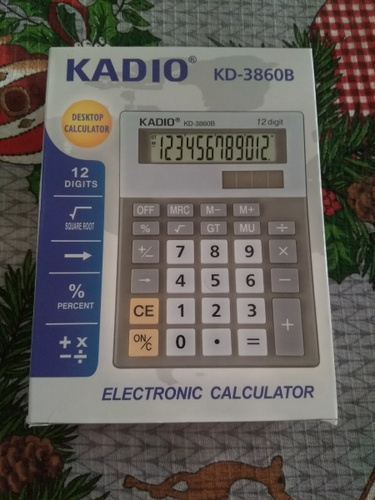 KADIO® KD-3860B
DESKTOP
CALCULATOR
12
DIGITS
√
SQUARE ROOT
→
%
PERCENT
+ ×
− ÷
KADIO® KD-3860B 12 digit
123456789012
OFF MRC M− M+
% √ GT MU ÷
+/− 7 8 9 ×
→ 4 5 6 −
CE 1 2 3 +
ON/C 0 • =
ELECTRONIC CALCULATOR